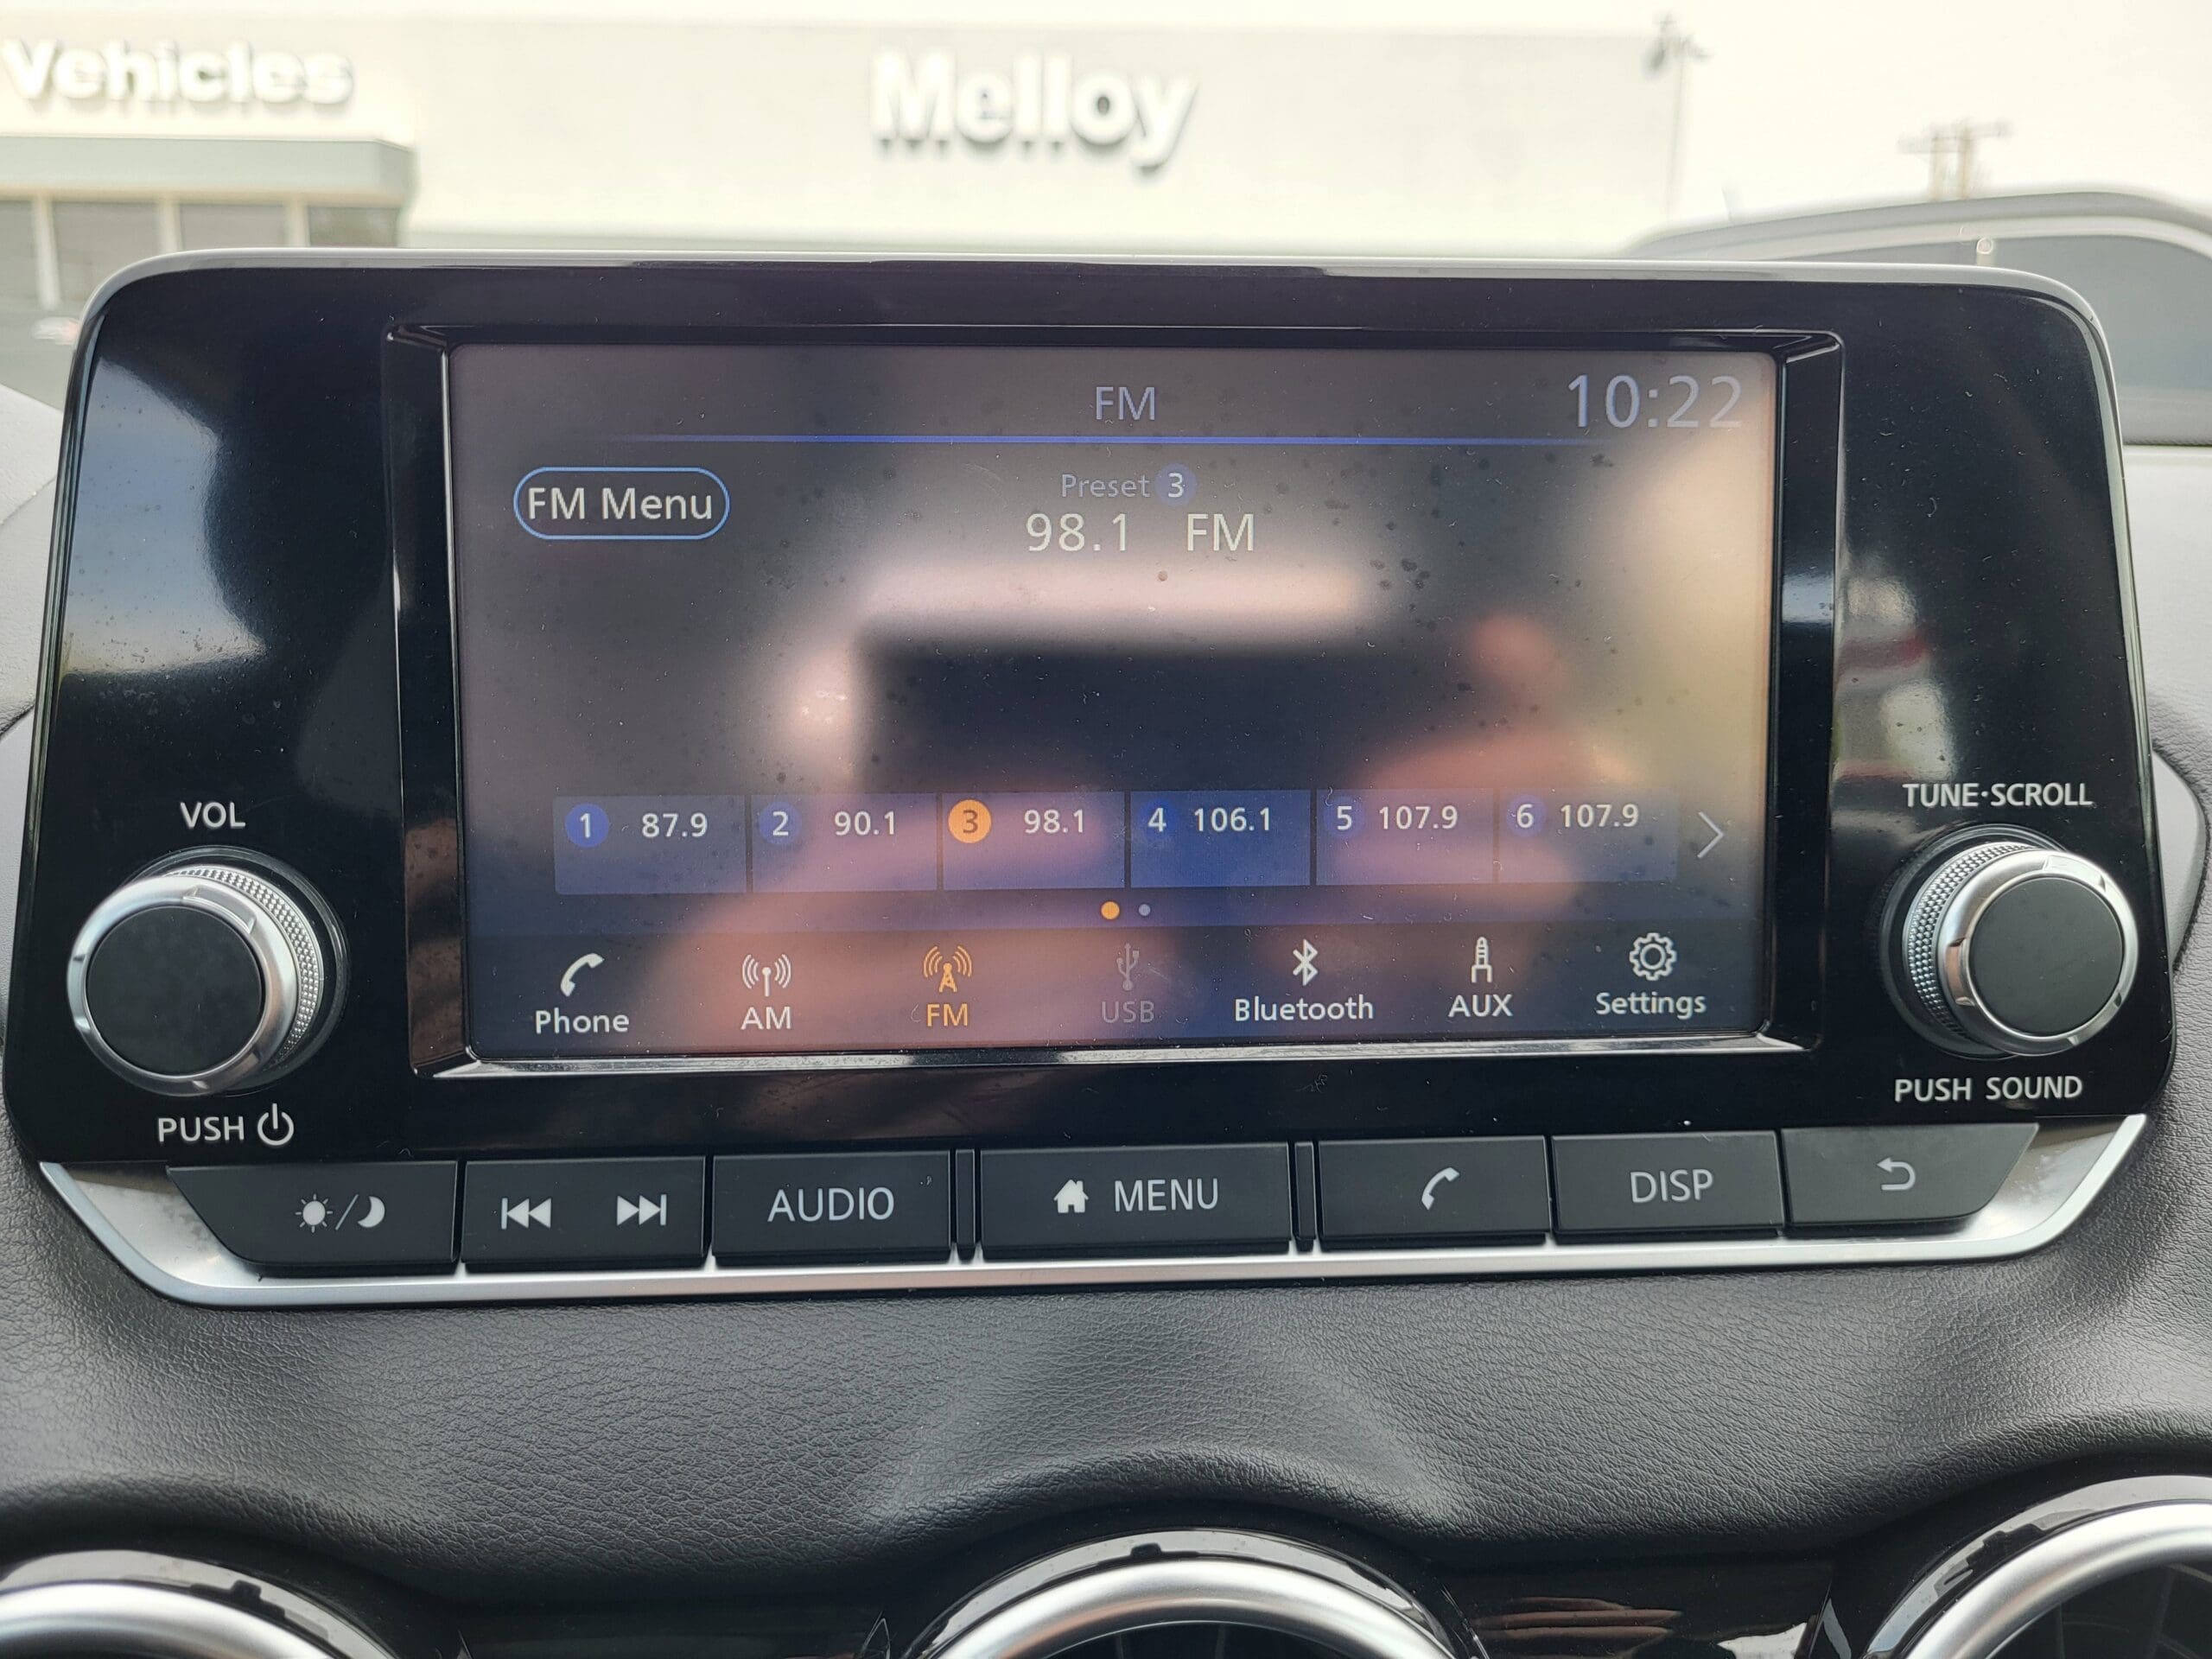 Vehicles
Melloy
FM 10:22
FM Menu
Preset 3
98.1 FM
1 87.9 2 90.1 3 98.1 4 106.1 5 107.9 6 107.9
Phone AM FM USB Bluetooth AUX Settings
VOL
PUSH
TUNE·SCROLL
PUSH SOUND
AUDIO MENU DISP